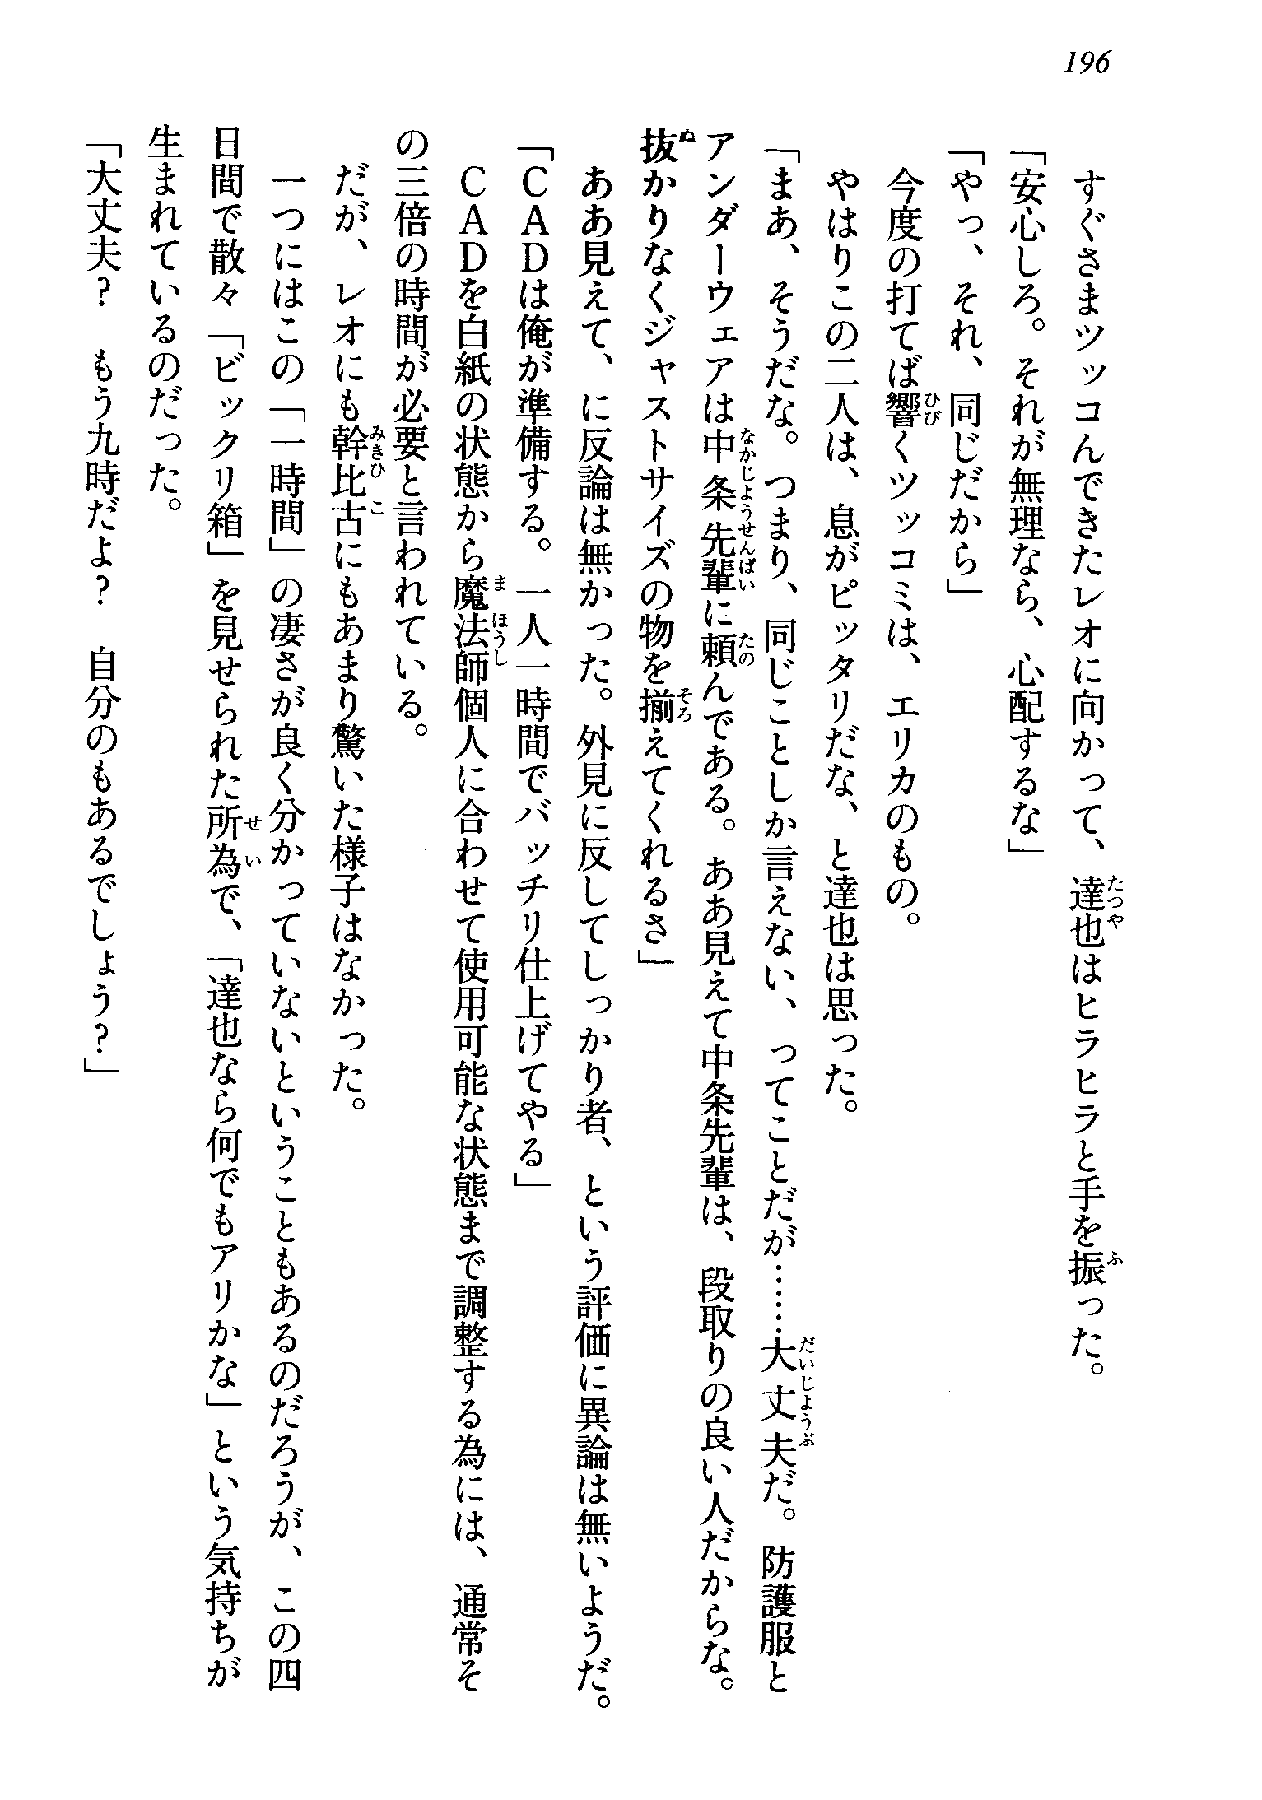 196
すぐさまツッコんできたレオに向かって、達也はヒラヒラと手を振った。
「安心しろ。それが無理なら、心配するな」
「やっ、それ、同じだから」
今度の打てば響くツッコミは、エリカのもの。
やはりこの二人は、息がピッタリだな、と達也は思った。
「まあ、そうだな。つまり、同じことしか言えない、ってことだが……大丈夫だ。防護服と
アンダーウェアは中条先輩に頼んである。ああ見えて中条先輩は、段取りの良い人だからな。
抜かりなくジャストサイズの物を揃えてくれるさ」
ああ見えて、に反論は無かった。外見に反してしっかり者、という評価に異論は無いようだ。
「ＣＡＤは俺が準備する。一人一時間でバッチリ仕上げてやる」
ＣＡＤを白紙の状態から魔法師個人に合わせて使用可能な状態まで調整する為には、通常そ
の三倍の時間が必要と言われている。
だが、レオにも幹比古にもあまり驚いた様子はなかった。
一つにはこの「一時間」の凄さが良く分かっていないということもあるのだろうが、この四
日間で散々「ビックリ箱」を見せられた所為で、「達也なら何でもアリかな」という気持ちが
生まれているのだった。
「大丈夫？　もう九時だよ？　自分のもあるでしょう？」